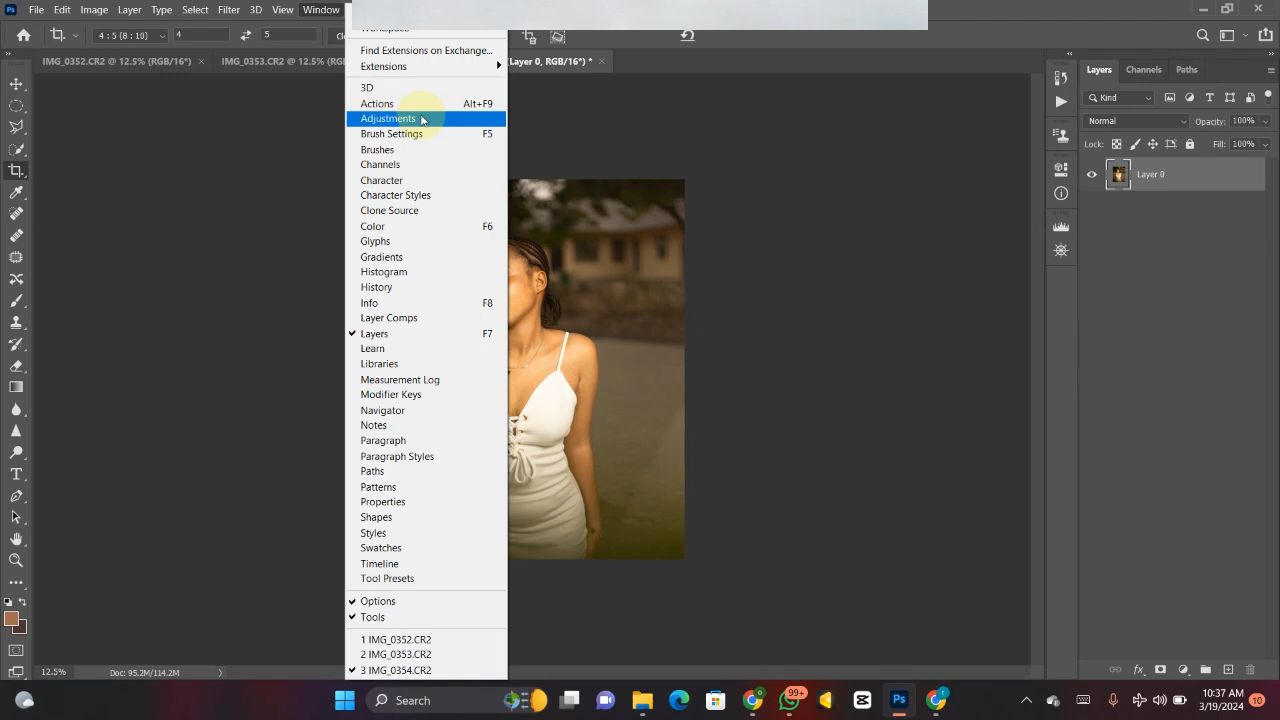 Ps File Edit Image Layer Type Select Filter 3D View Window
4 : 5 (8 : 10) 4 5
IMG_0352.CR2 @ 12.5% (RGB/16*) × IMG_0353.CR2 @ 12.5% (RGB (Layer 0, RGB/16*) * ×
Workspace
Find Extensions on Exchange...
Extensions
3D
Actions Alt+F9
Adjustments
Brush Settings F5
Brushes
Channels
Character
Character Styles
Clone Source
Color F6
Glyphs
Gradients
Histogram
History
Info F8
Layer Comps
Layers F7
Learn
Libraries
Measurement Log
Modifier Keys
Navigator
Notes
Paragraph
Paragraph Styles
Paths
Patterns
Properties
Shapes
Styles
Swatches
Timeline
Tool Presets
Options
Tools
1 IMG_0352.CR2
2 IMG_0353.CR2
3 IMG_0354.CR2
Layers Channels Paths
Kind
Normal Opacity: 100%
Lock: Fill: 100%
Layer 0
12.5% Doc: 95.2M/114.2M
Search
99+
Ps
10:37 AM
3/19/2024
10